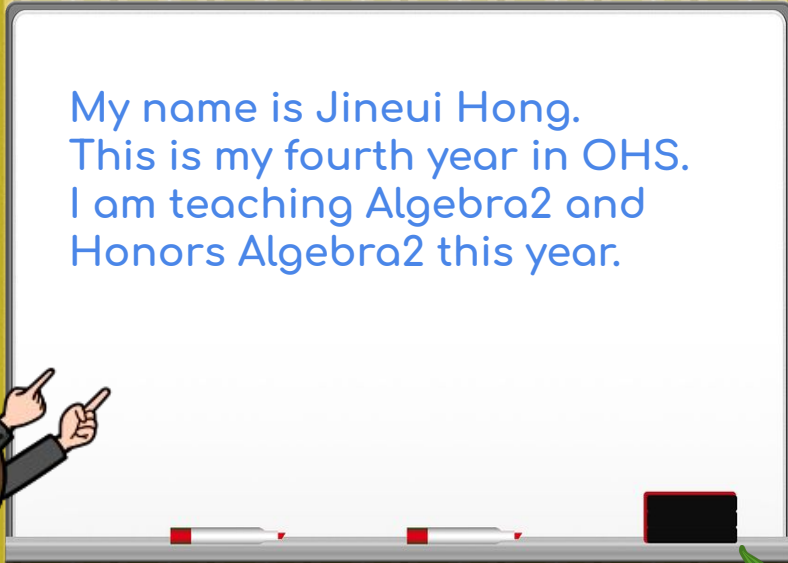 My name is Jineui Hong.
This is my fourth year in OHS.
I am teaching Algebra2 and
Honors Algebra2 this year.